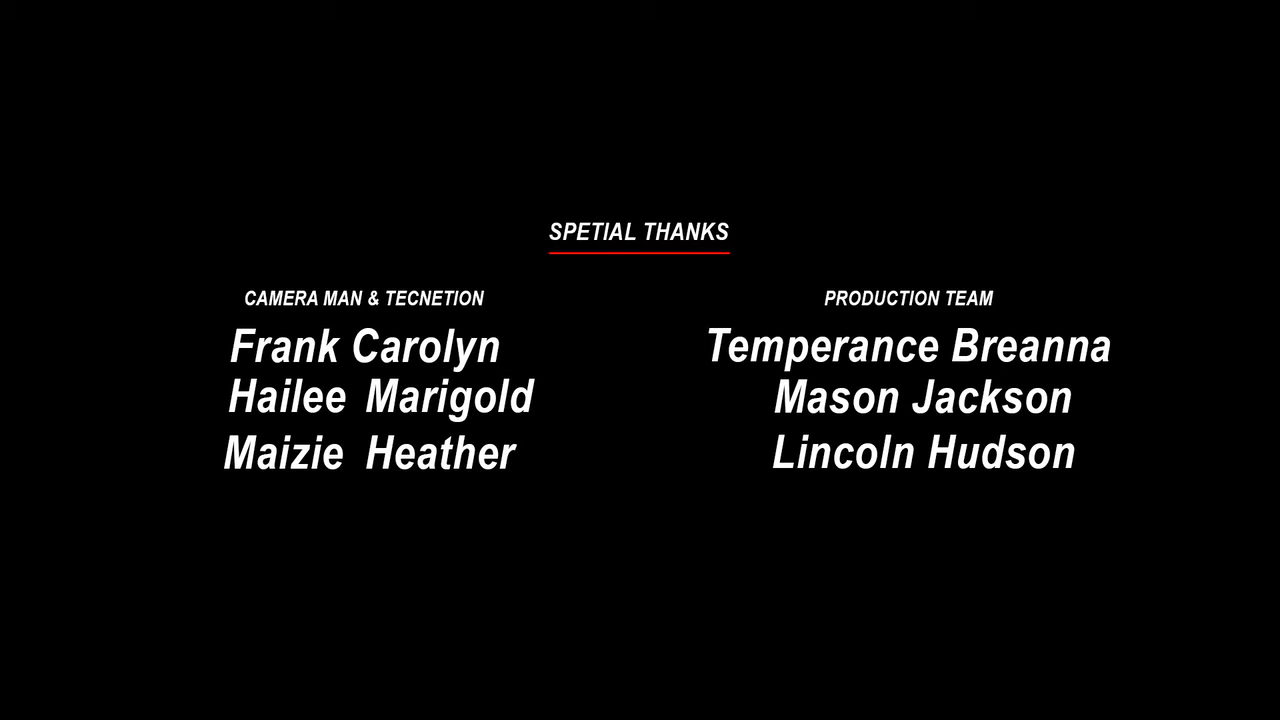 SPETIAL THANKS
CAMERA MAN & TECNETION
Frank Carolyn
Hailee Marigold
Maizie Heather
PRODUCTION TEAM
Temperance Breanna
Mason Jackson
Lincoln Hudson